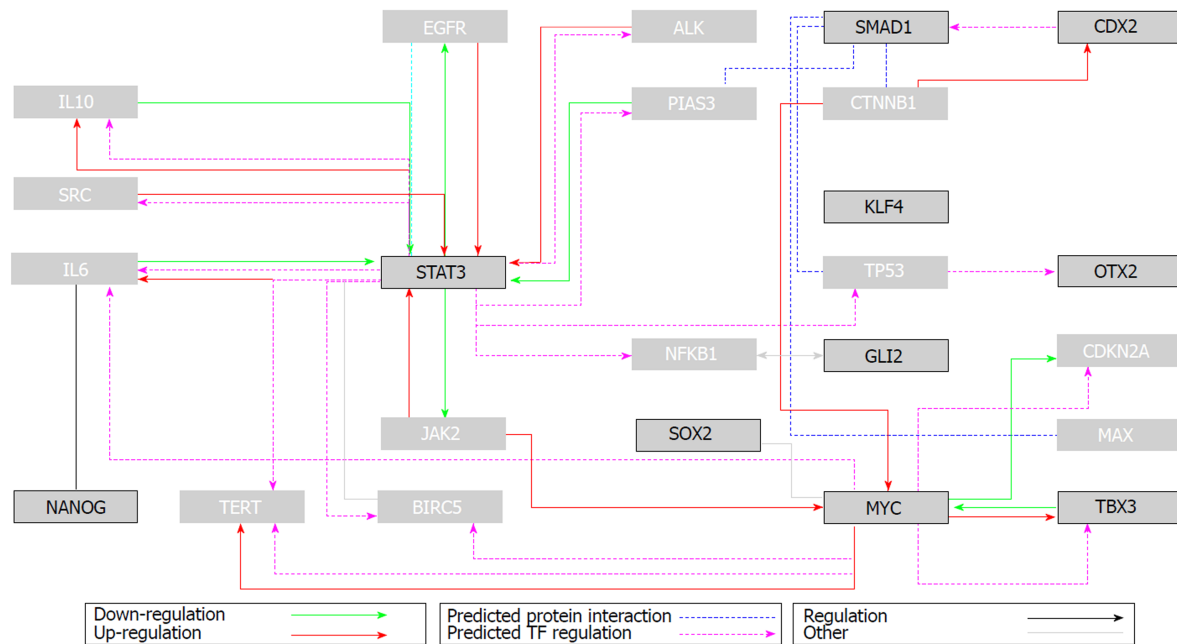 EGFR
ALK
SMAD1
CDX2
IL10
PIAS3
CTNNB1
SRC
KLF4
IL6
STAT3
TP53
OTX2
NFKB1
GLI2
CDKN2A
JAK2
SOX2
MAX
NANOG
TERT
BIRC5
MYC
TBX3
Down-regulation
Up-regulation
Predicted protein interaction
Predicted TF regulation
Regulation
Other